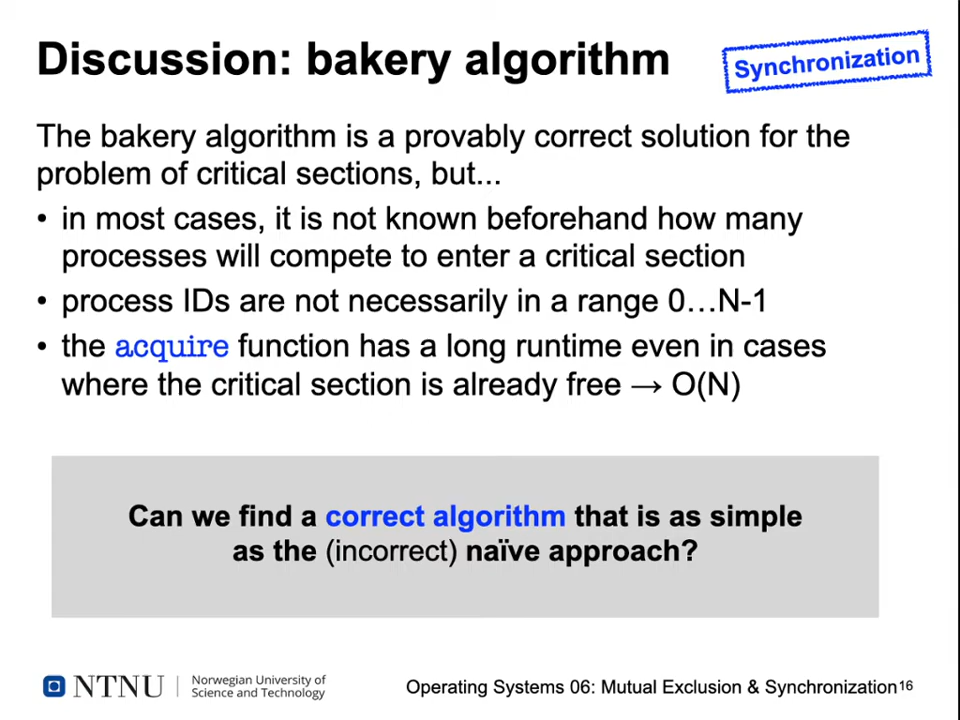 Discussion: bakery algorithm
Synchronization
The bakery algorithm is a provably correct solution for the
problem of critical sections, but...
• in most cases, it is not known beforehand how many
processes will compete to enter a critical section
• process IDs are not necessarily in a range 0…N-1
• the acquire function has a long runtime even in cases
where the critical section is already free → O(N)
Can we find a correct algorithm that is as simple
as the (incorrect) naïve approach?
NTNU
Norwegian University of
Science and Technology
Operating Systems 06: Mutual Exclusion & Synchronization 16